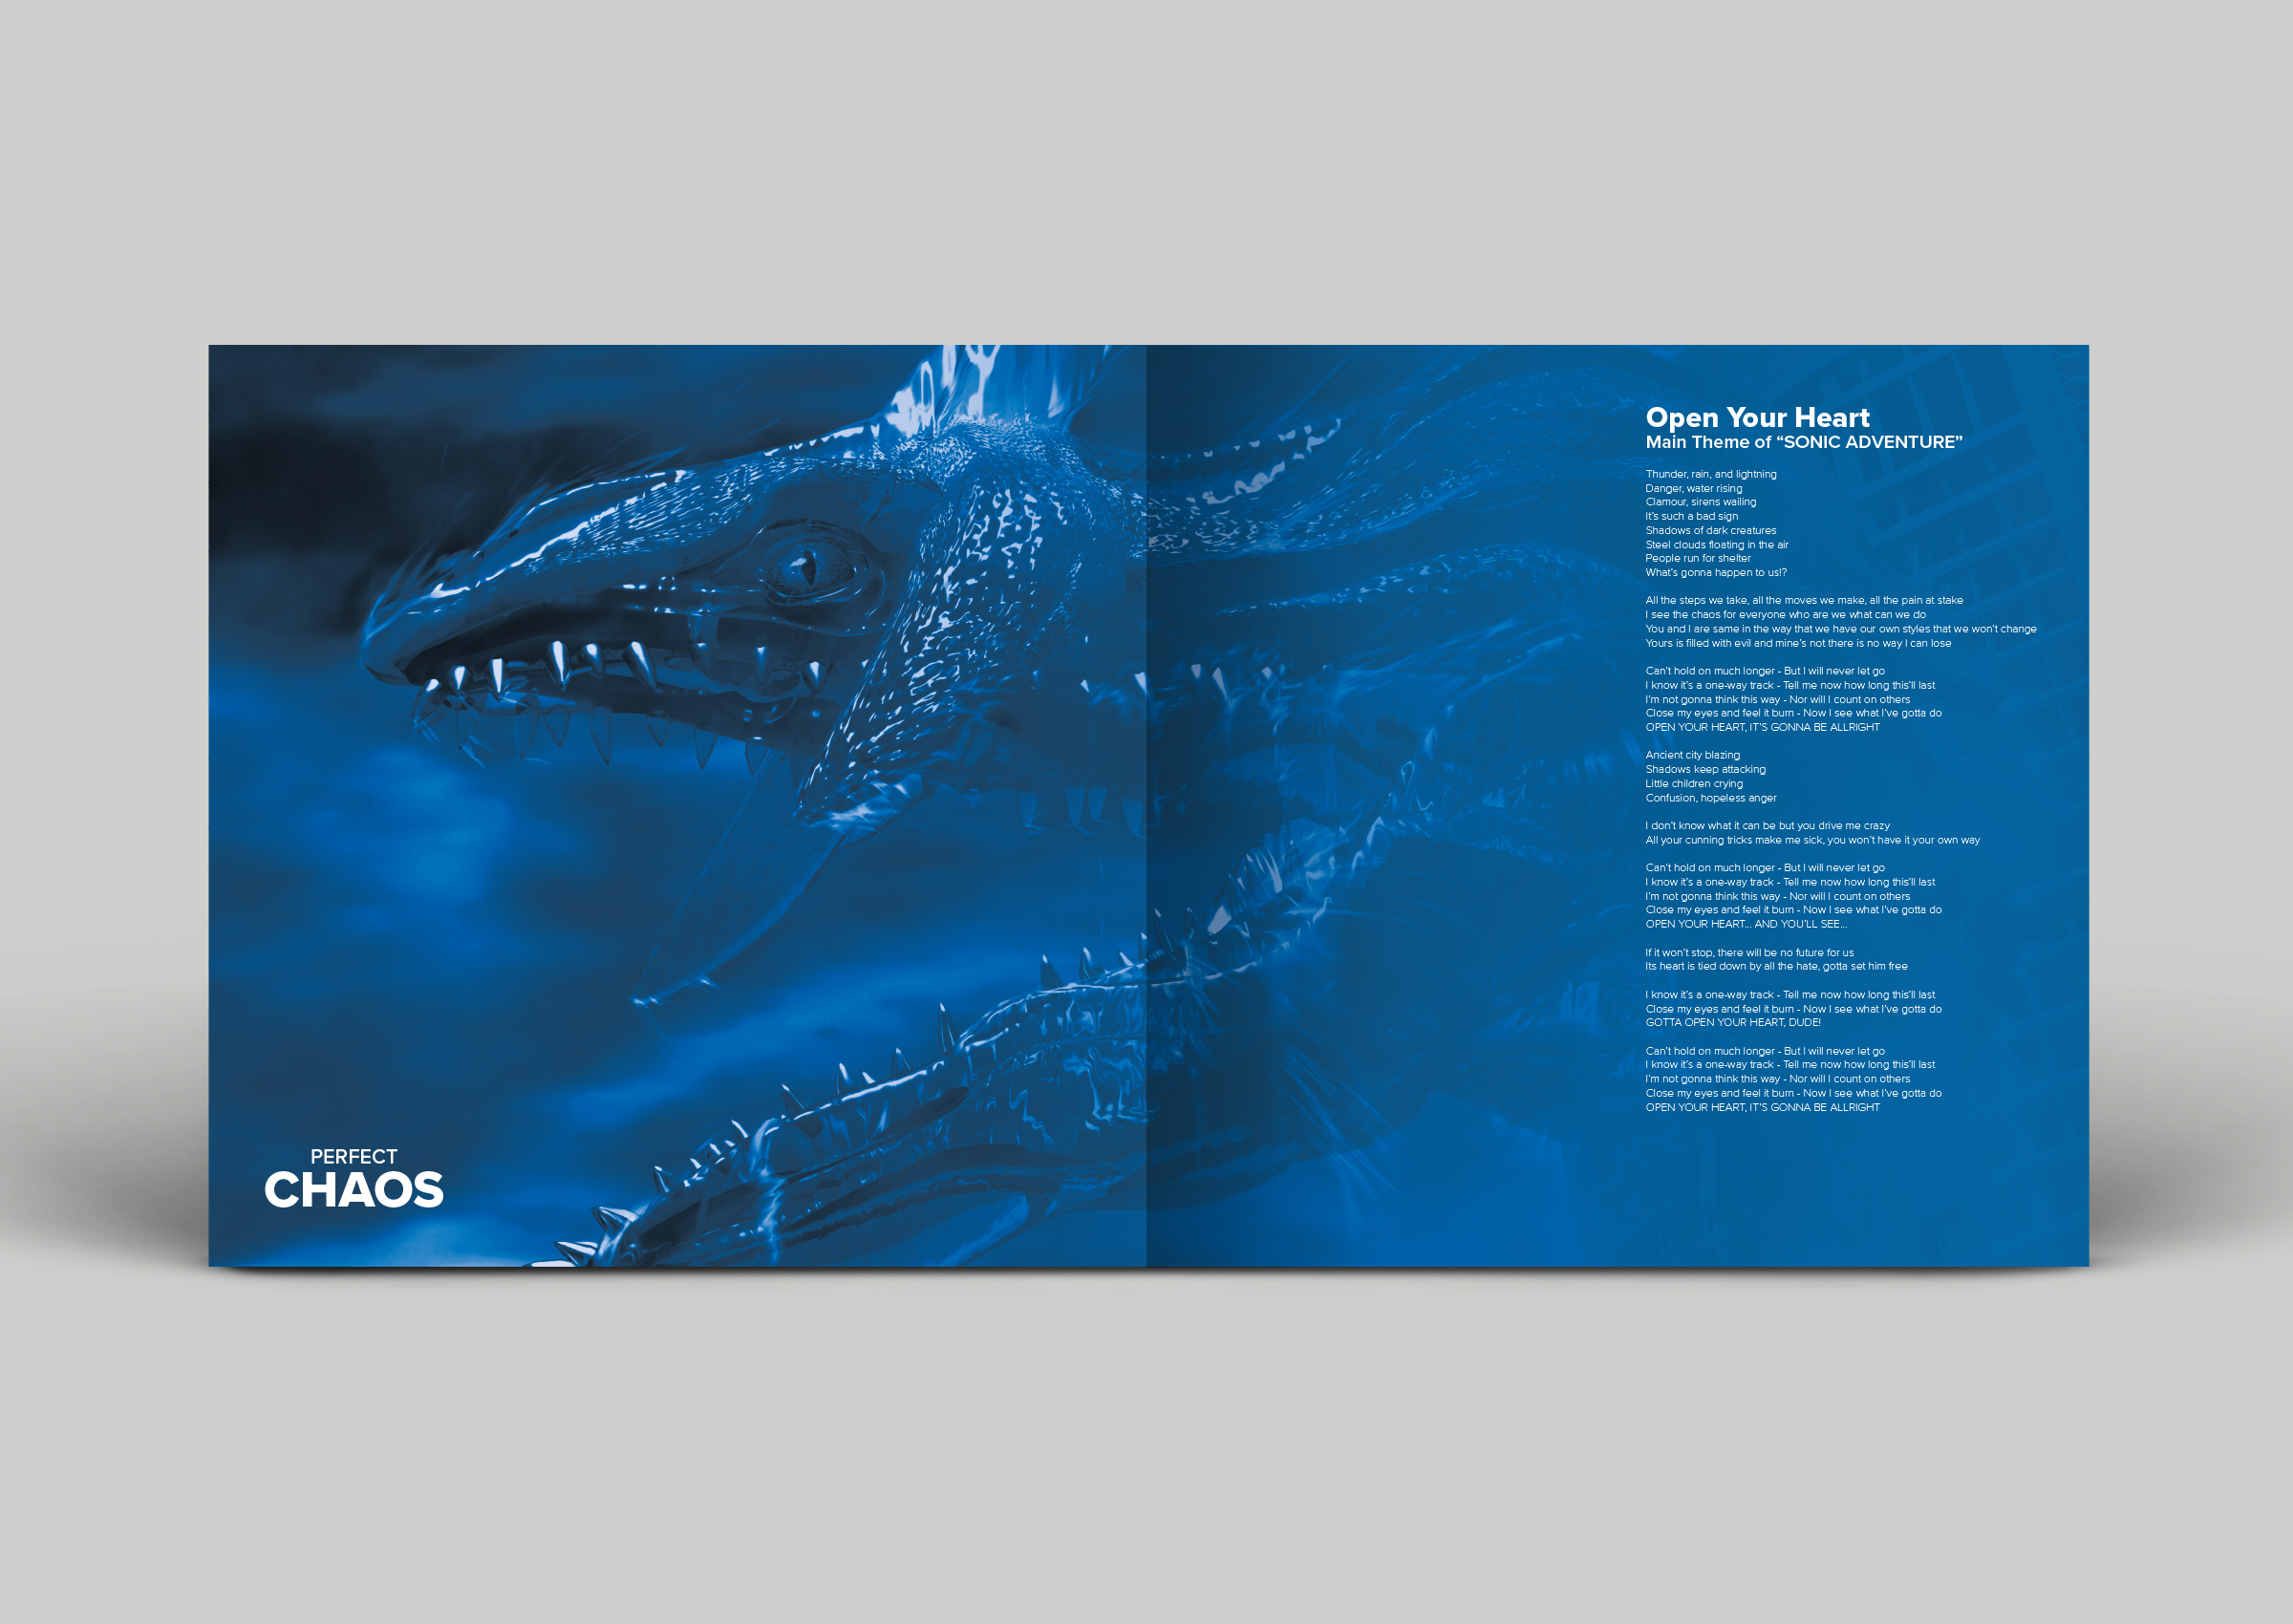 PERFECT
CHAOS
Open Your Heart
Main Theme of “SONIC ADVENTURE”
Thunder, rain, and lightning
Danger, water rising
Clamour, sirens wailing
It’s such a bad sign
Shadows of dark creatures
Steel clouds floating in the air
People run for shelter
What’s gonna happen to us!?
All the steps we take, all the moves we make, all the pain at stake
I see the chaos for everyone who are we what can we do
You and I are same in the way that we have our own styles that we won’t change
Yours is filled with evil and mine’s not there is no way I can lose
Can’t hold on much longer - But I will never let go
I know it’s a one-way track - Tell me now how long this’ll last
I’m not gonna think this way - Nor will I count on others
Close my eyes and feel it burn - Now I see what I’ve gotta do
OPEN YOUR HEART, IT’S GONNA BE ALLRIGHT
Ancient city blazing
Shadows keep attacking
Little children crying
Confusion, hopeless anger
I don’t know what it can be but you drive me crazy
All your cunning tricks make me sick, you won’t have it your own way
Can’t hold on much longer - But I will never let go
I know it’s a one-way track - Tell me now how long this’ll last
I’m not gonna think this way - Nor will I count on others
Close my eyes and feel it burn - Now I see what I’ve gotta do
OPEN YOUR HEART... AND YOU’LL SEE...
If it won’t stop, there will be no future for us
Its heart is tied down by all the hate, gotta set him free
I know it’s a one-way track - Tell me now how long this’ll last
Close my eyes and feel it burn - Now I see what I’ve gotta do
GOTTA OPEN YOUR HEART, DUDE!
Can’t hold on much longer - But I will never let go
I know it’s a one-way track - Tell me now how long this’ll last
I’m not gonna think this way - Nor will I count on others
Close my eyes and feel it burn - Now I see what I’ve gotta do
OPEN YOUR HEART, IT’S GONNA BE ALLRIGHT